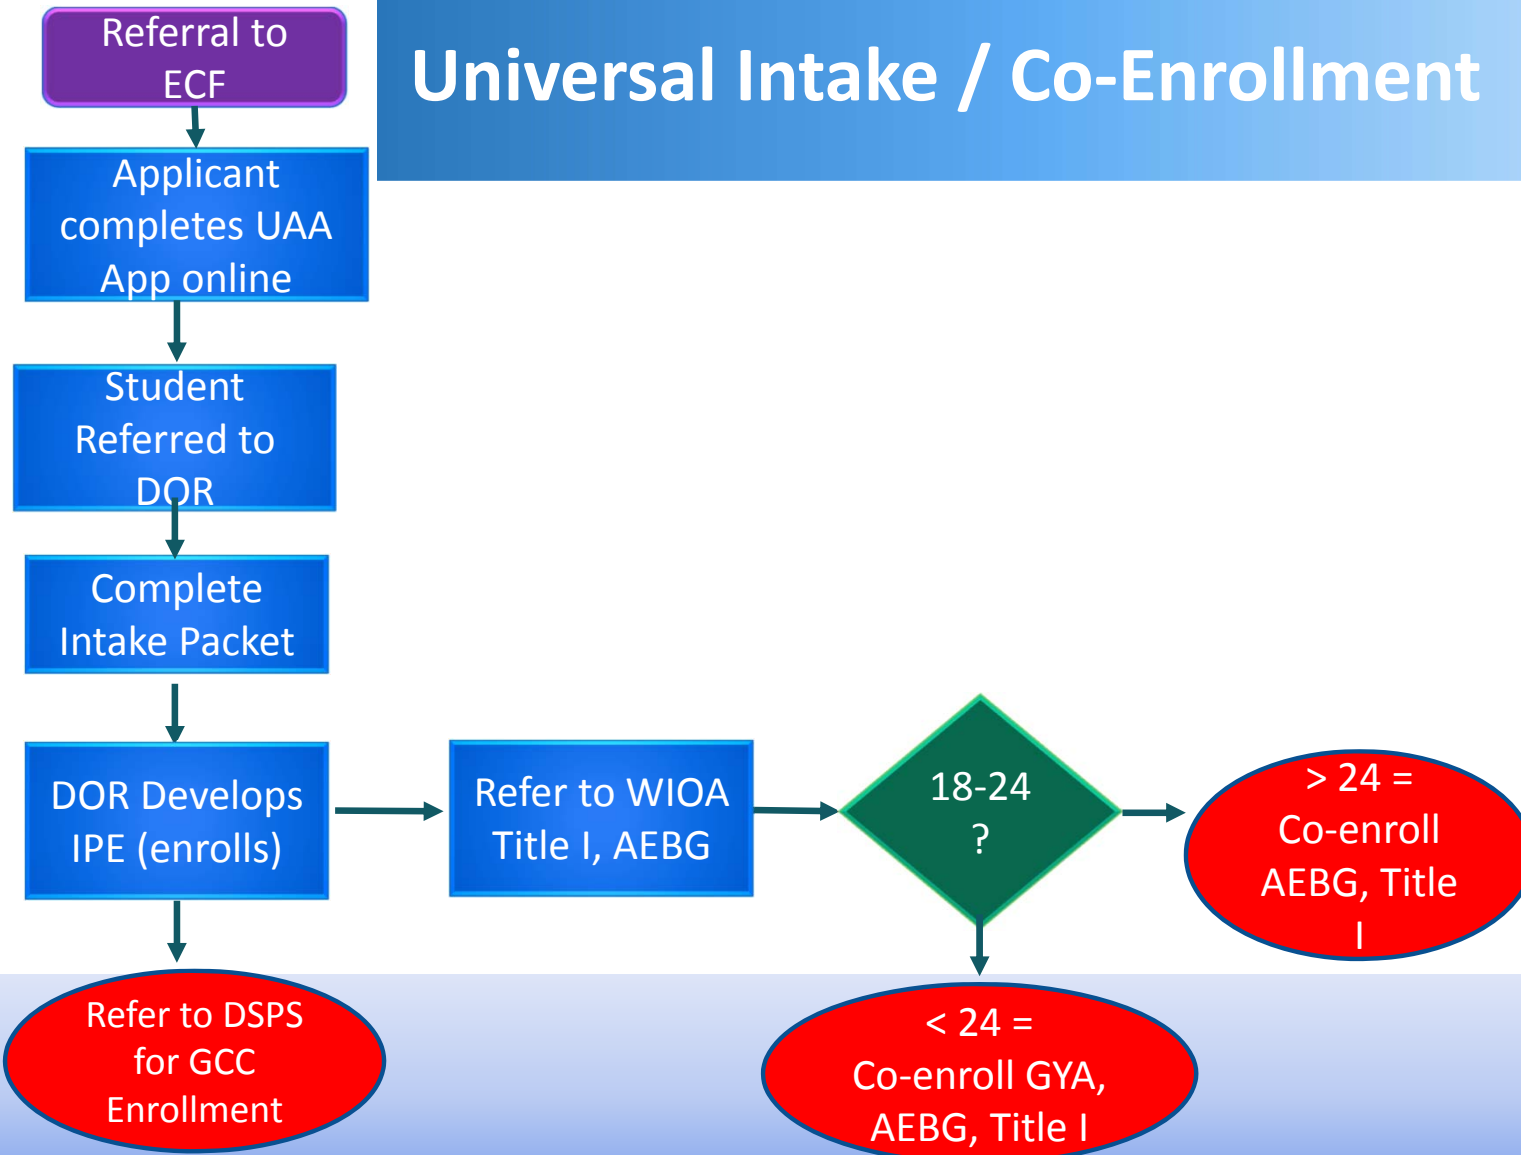 Referral to
ECF
Universal Intake / Co-Enrollment
Applicant
completes UAA
App online
Student
Referred to
DOR
Complete
Intake Packet
DOR Develops
IPE (enrolls)
Refer to WIOA
Title I, AEBG
18-24
?
> 24 =
Co-enroll
AEBG, Title
I
Refer to DSPS
for GCC
Enrollment
< 24 =
Co-enroll GYA,
AEBG, Title I